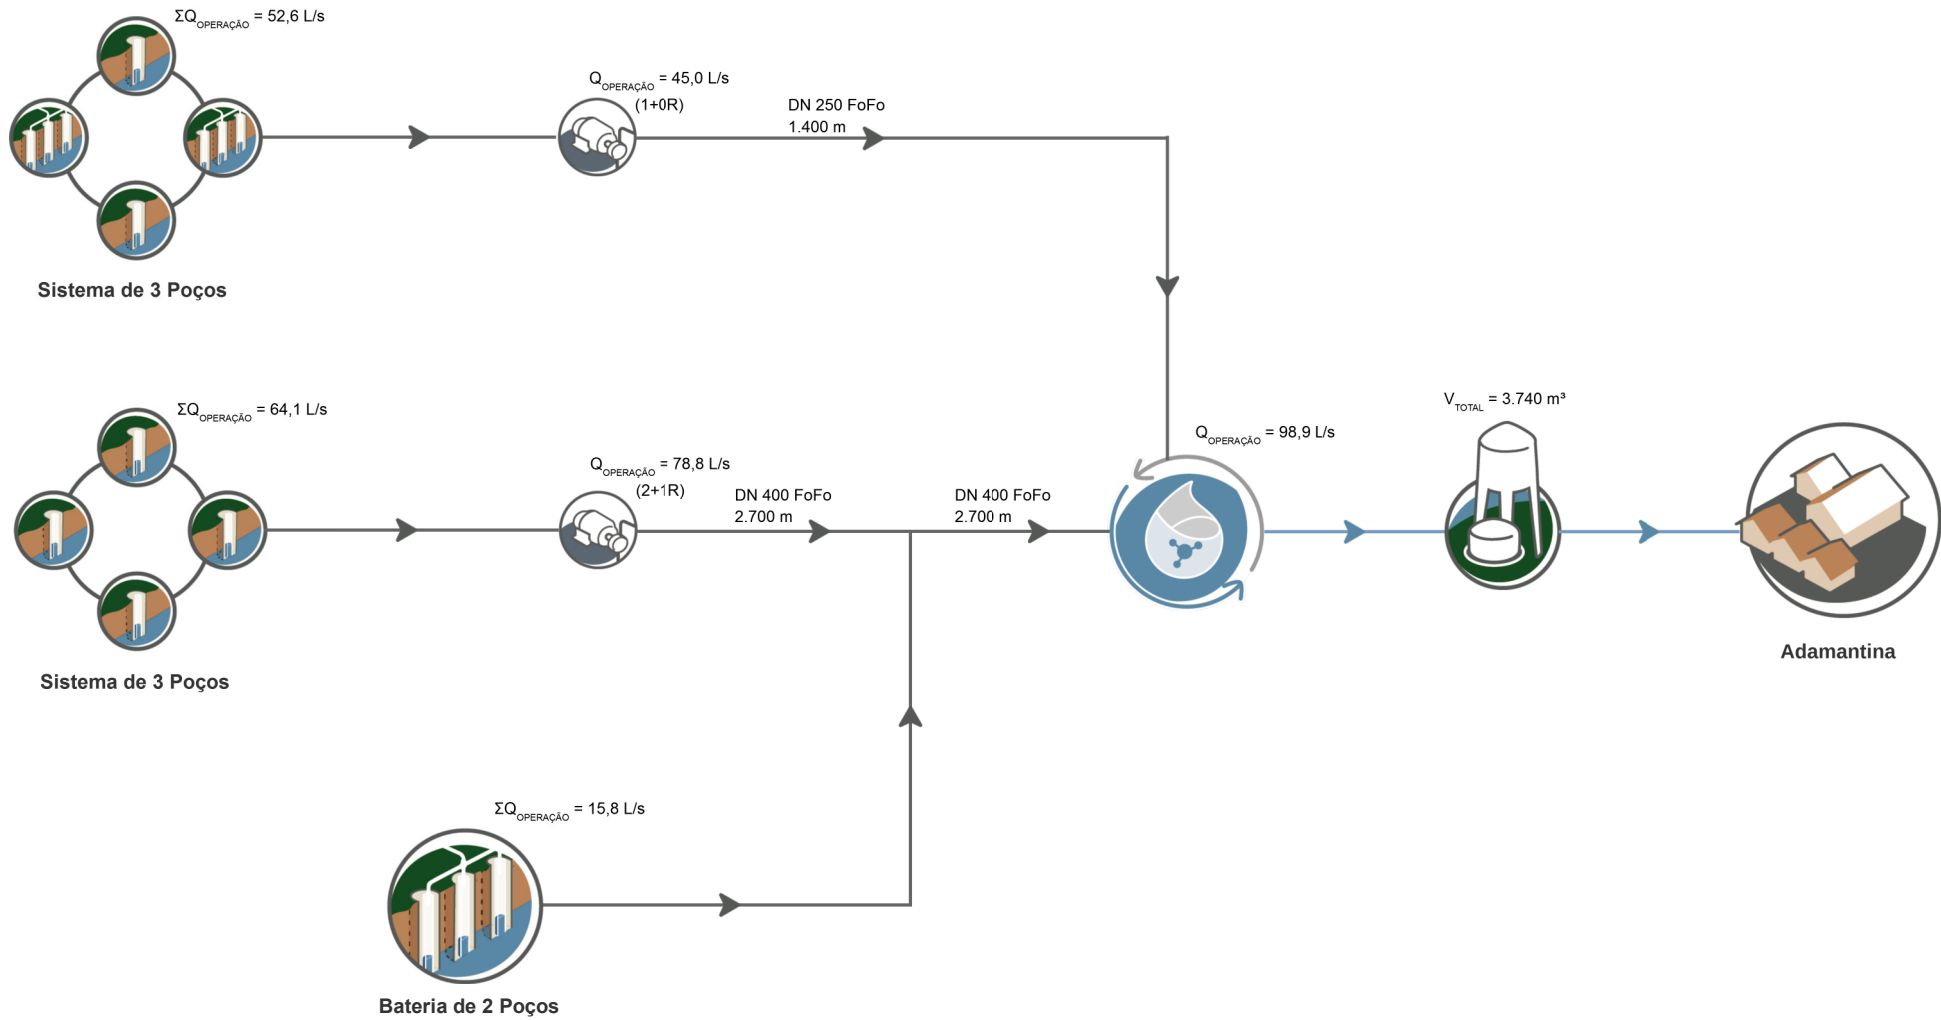 ΣQOPERAÇÃO = 52,6 L/s
QOPERAÇÃO = 45,0 L/s
(1+0R)
DN 250 FoFo
1.400 m
Sistema de 3 Poços
ΣQOPERAÇÃO = 64,1 L/s
QOPERAÇÃO = 78,8 L/s
(2+1R)
DN 400 FoFo
2.700 m
DN 400 FoFo
2.700 m
QOPERAÇÃO = 98,9 L/s
VTOTAL = 3.740 m³
Adamantina
Sistema de 3 Poços
ΣQOPERAÇÃO = 15,8 L/s
Bateria de 2 Poços